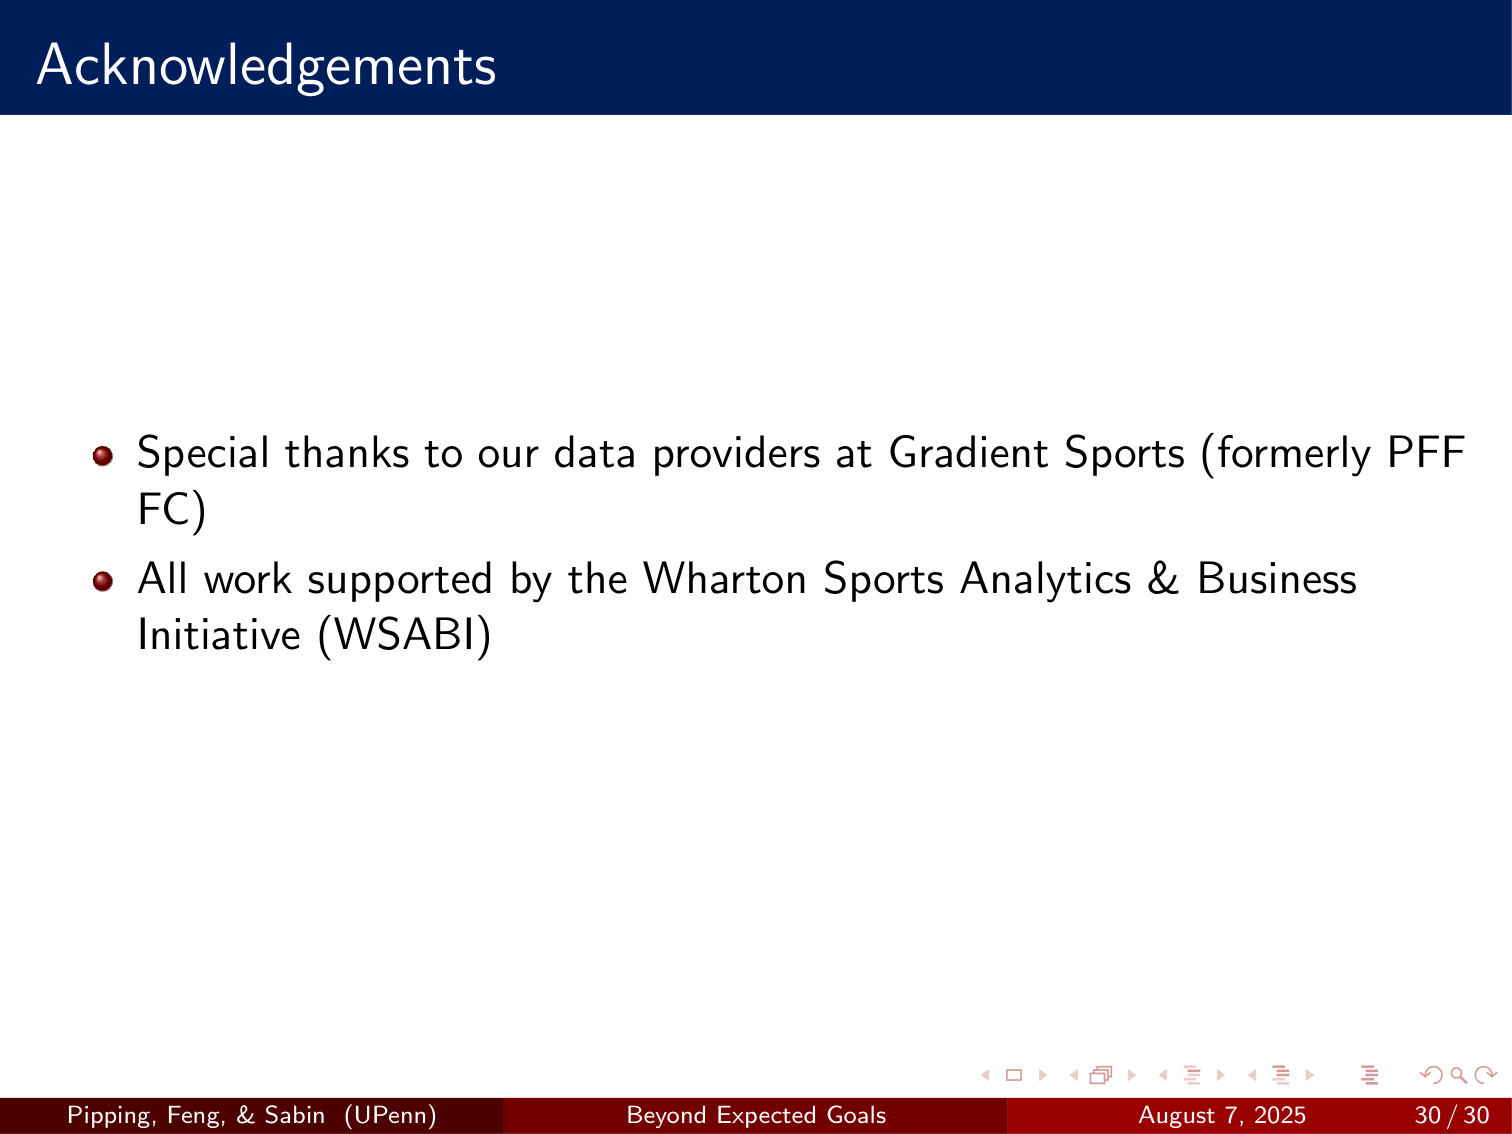 Acknowledgements
Special thanks to our data providers at Gradient Sports (formerly PFF
FC)
All work supported by the Wharton Sports Analytics & Business
Initiative (WSABI)
Pipping, Feng, & Sabin (UPenn)
Beyond Expected Goals
August 7, 2025
30 / 30